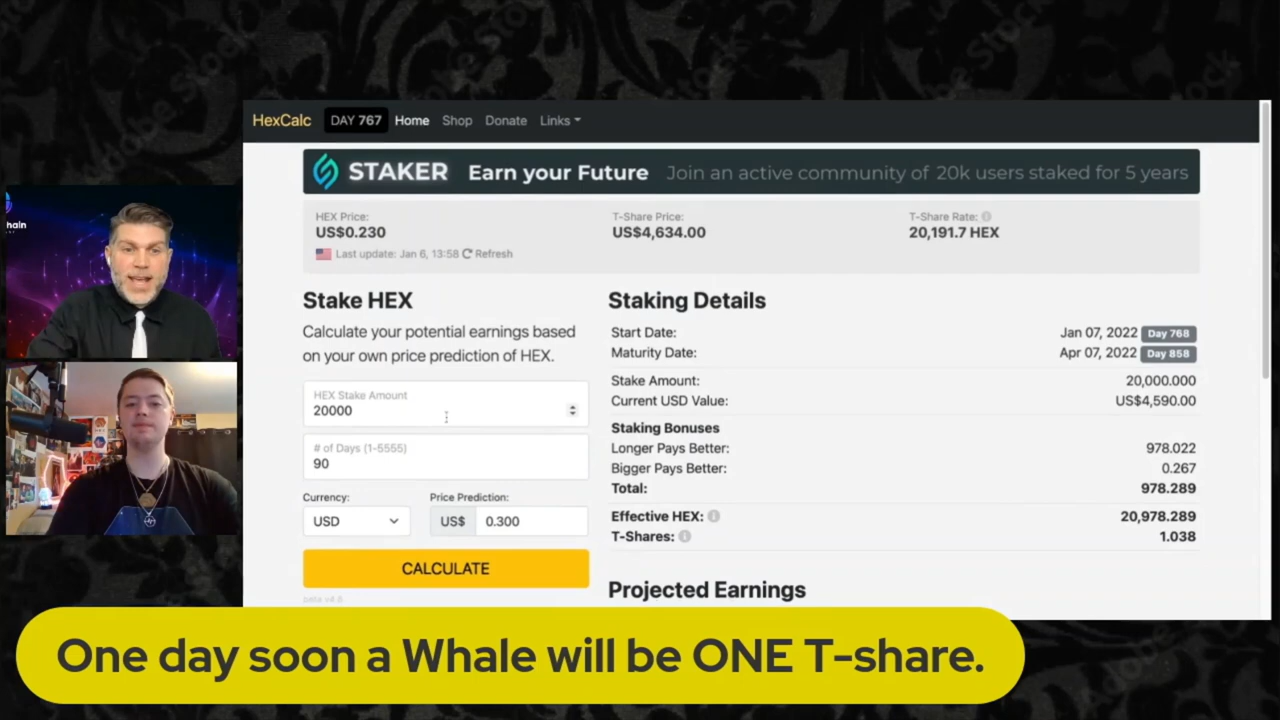 HexCalc DAY 767 Home Shop Donate Links
STAKER Earn your Future Join an active community of 20k users staked for 5 years
HEX Price: T-Share Price: T-Share Rate:
US$0.230 US$4,634.00 20,191.7 HEX
Last update: Jan 6, 13:58 Refresh
hain
Stake HEX
Calculate your potential earnings based
on your own price prediction of HEX.
HEX Stake Amount
20000
# of Days (1-5555)
90
Currency: Price Prediction:
USD US$ 0.300
CALCULATE
beta v4.8
Staking Details
Start Date: Jan 07, 2022 Day 768
Maturity Date: Apr 07, 2022 Day 858
Stake Amount: 20,000.000
Current USD Value: US$4,590.00
Staking Bonuses
Longer Pays Better: 978.022
Bigger Pays Better: 0.267
Total: 978.289
Effective HEX: 20,978.289
T-Shares: 1.038
Projected Earnings
One day soon a Whale will be ONE T-share.